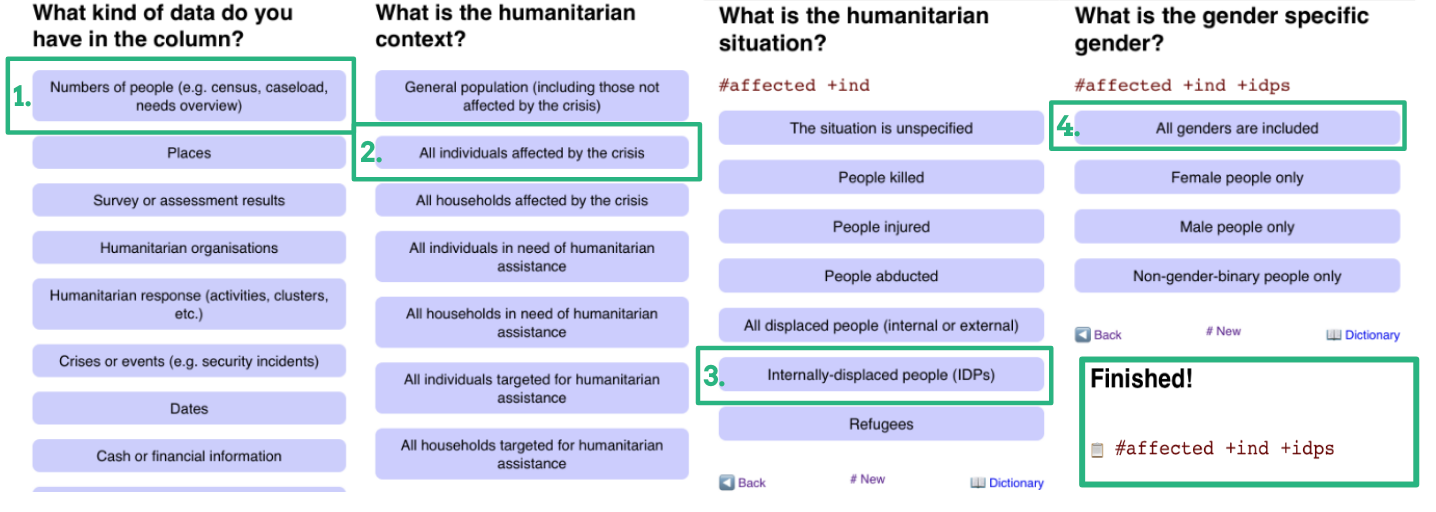 What kind of data do you
have in the column?
1.
Numbers of people (e.g. census, caseload,
needs overview)
Places
Survey or assessment results
Humanitarian organisations
Humanitarian response (activities, clusters,
etc.)
Crises or events (e.g. security incidents)
Dates
Cash or financial information
What is the humanitarian
context?
General population (including those not
affected by the crisis)
2.
All individuals affected by the crisis
All households affected by the crisis
All individuals in need of humanitarian
assistance
All households in need of humanitarian
assistance
All individuals targeted for humanitarian
assistance
All households targeted for humanitarian
assistance
What is the humanitarian
situation?
#affected +ind
The situation is unspecified
People killed
People injured
People abducted
All displaced people (internal or external)
3.
Internally-displaced people (IDPs)
Refugees
Back
# New
Dictionary
What is the gender specific
gender?
#affected +ind +idps
4.
All genders are included
Female people only
Male people only
Non-gender-binary people only
Back
# New
Dictionary
Finished!
#affected +ind +idps